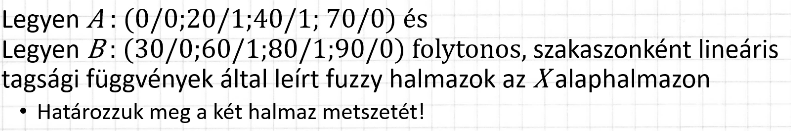 Legyen A: (0/0;20/1;40/1; 70/0) és
Legyen B: (30/0;60/1;80/1;90/0) folytonos, szakaszonként lineáris
tagsági függvények által leírt fuzzy halmazok az X alaphalmazon
• Határozzuk meg a két halmaz metszetét!